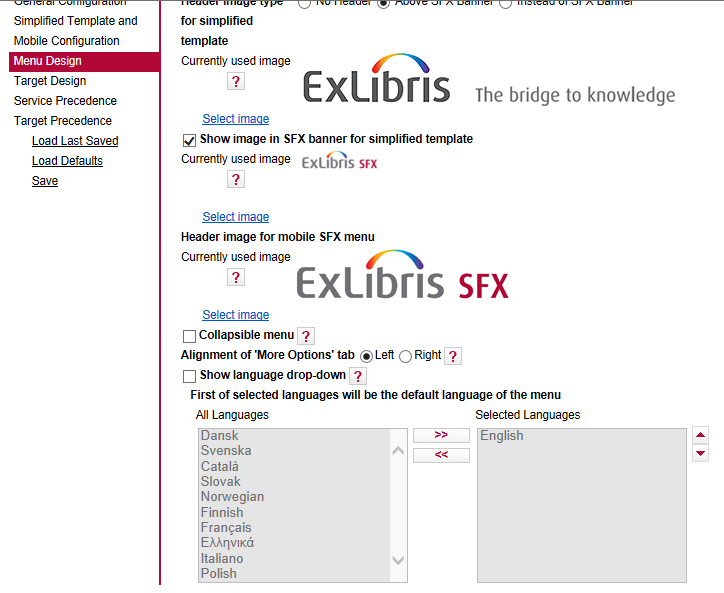 General Configuration
Simplified Template and
Mobile Configuration
Menu Design
Target Design
Service Precedence
Target Precedence
Load Last Saved
Load Defaults
Save
Header image type No Header Above SFX Banner Instead of SFX Banner
for simplified
template
Currently used image
?
ExLibris The bridge to knowledge
Select image
Show image in SFX banner for simplified template
Currently used image ExLibris SFX
?
Select image
Header image for mobile SFX menu
Currently used image
?
ExLibris SFX
Select image
Collapsible menu ?
Alignment of 'More Options' tab Left Right ?
Show language drop-down ?
First of selected languages will be the default language of the menu
All Languages
Dansk
Svenska
Català
Slovak
Norwegian
Finnish
Français
Ελληνικά
Italiano
Polish
>>
<<
Selected Languages
English